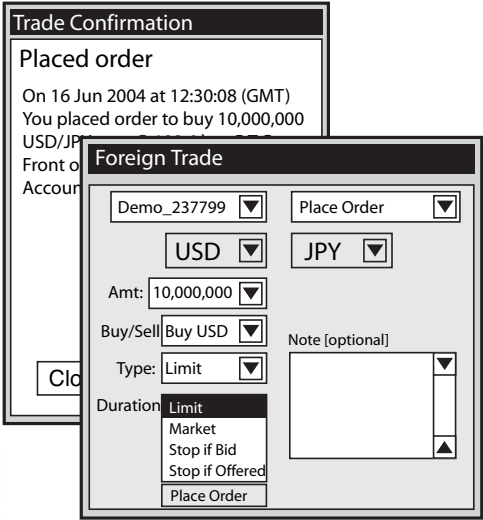 Trade Confirmation
Placed order
On 16 Jun 2004 at 12:30:08 (GMT)
You placed order to buy 10,000,000
USD/JP
Front o
Accoun
Clo
Foreign Trade
Demo_237799
Place Order
USD
JPY
Amt: 10,000,000
Buy/Sell Buy USD
Note [optional]
Type: Limit
Duration Limit
Market
Stop if Bid
Stop if Offered
Place Order